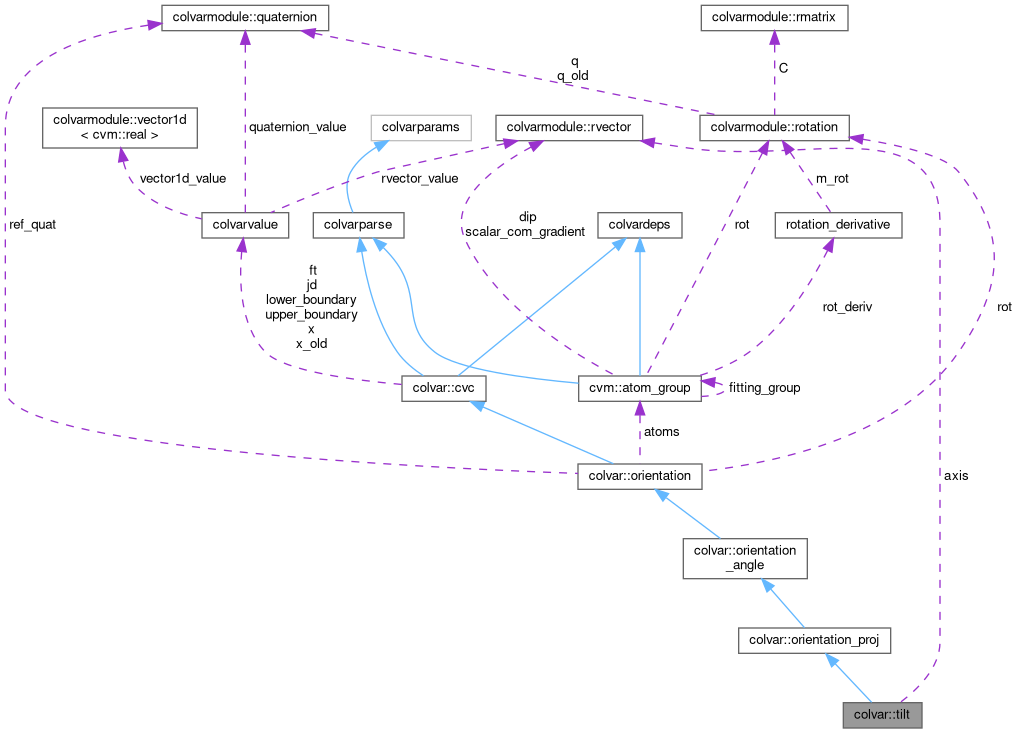 colvarmodule::quaternion
colvarmodule::rmatrix
q
q_old
C
colvarmodule::vector1d
< cvm::real >
colvarparams
colvarmodule::rvector
colvarmodule::rotation
quaternion_value
vector1d_value
rvector_value
m_rot
ref_quat
colvarvalue
colvarparse
dip
scalar_com_gradient
colvardeps
rot
rotation_derivative
ft
jd
lower_boundary
upper_boundary
x
x_old
rot_deriv
rot
colvar::cvc
cvm::atom_group
fitting_group
atoms
colvar::orientation
axis
colvar::orientation
_angle
colvar::orientation_proj
colvar::tilt